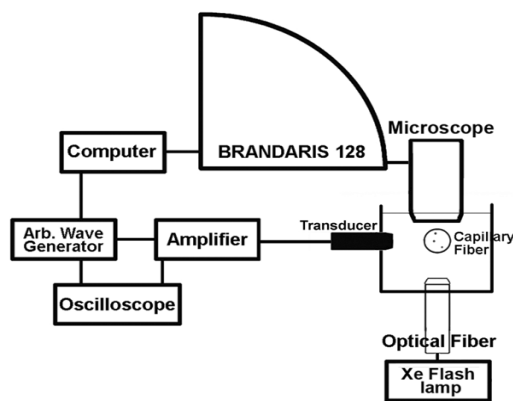 BRANDARIS 128
Microscope
Computer
Transducer
Arb. Wave
Generator
Amplifier
Capillary
Fiber
Oscilloscope
Optical Fiber
Xe Flash
lamp